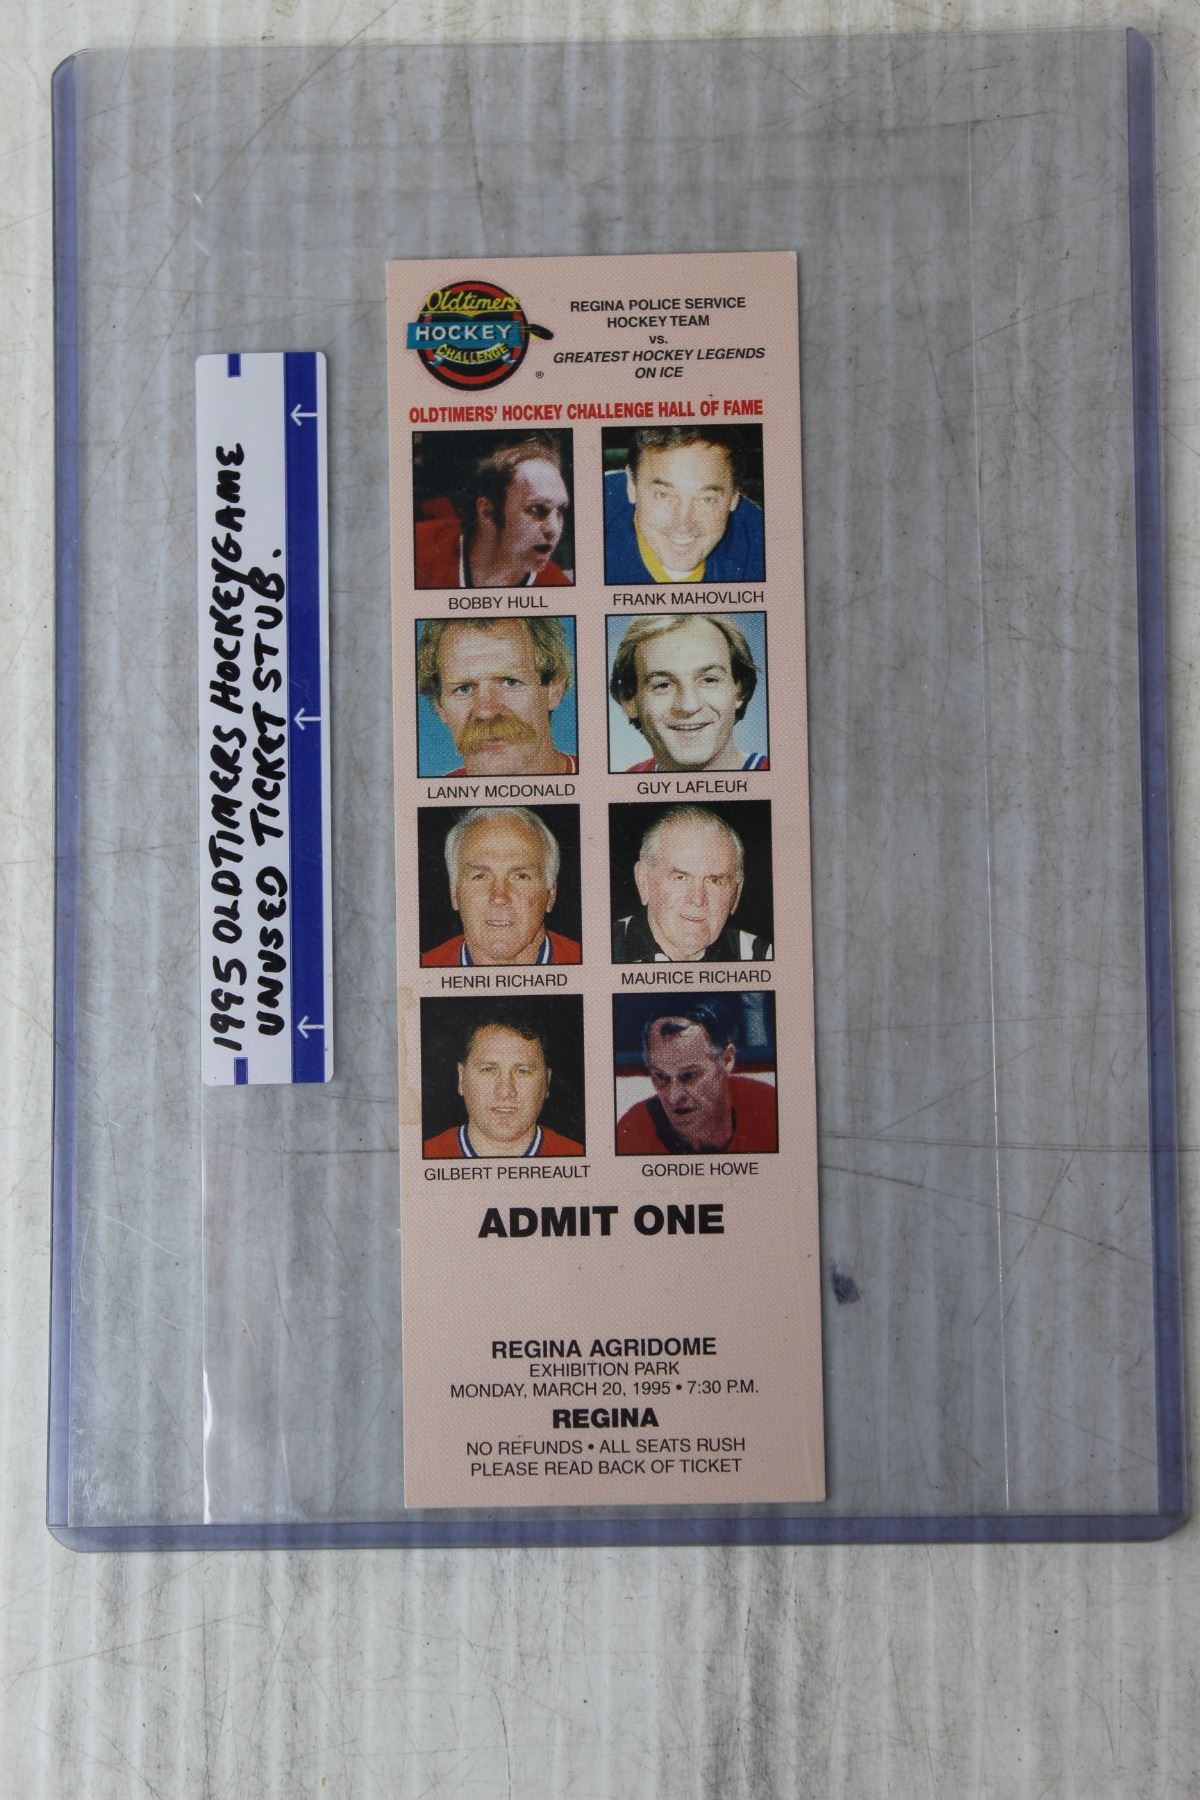 1995 OLDTIMERS HOCKEYGAME
UNUSED TICKET STUB.
Oldtimers'
HOCKEY
CHALLENGE
®
REGINA POLICE SERVICE
HOCKEY TEAM
vs.
GREATEST HOCKEY LEGENDS
ON ICE
OLDTIMERS' HOCKEY CHALLENGE HALL OF FAME
BOBBY HULL
FRANK MAHOVLICH
LANNY MCDONALD
GUY LAFLEUR
HENRI RICHARD
MAURICE RICHARD
GILBERT PERREAULT
GORDIE HOWE
ADMIT ONE
REGINA AGRIDOME
EXHIBITION PARK
MONDAY, MARCH 20, 1995 • 7:30 P.M.
REGINA
NO REFUNDS • ALL SEATS RUSH
PLEASE READ BACK OF TICKET